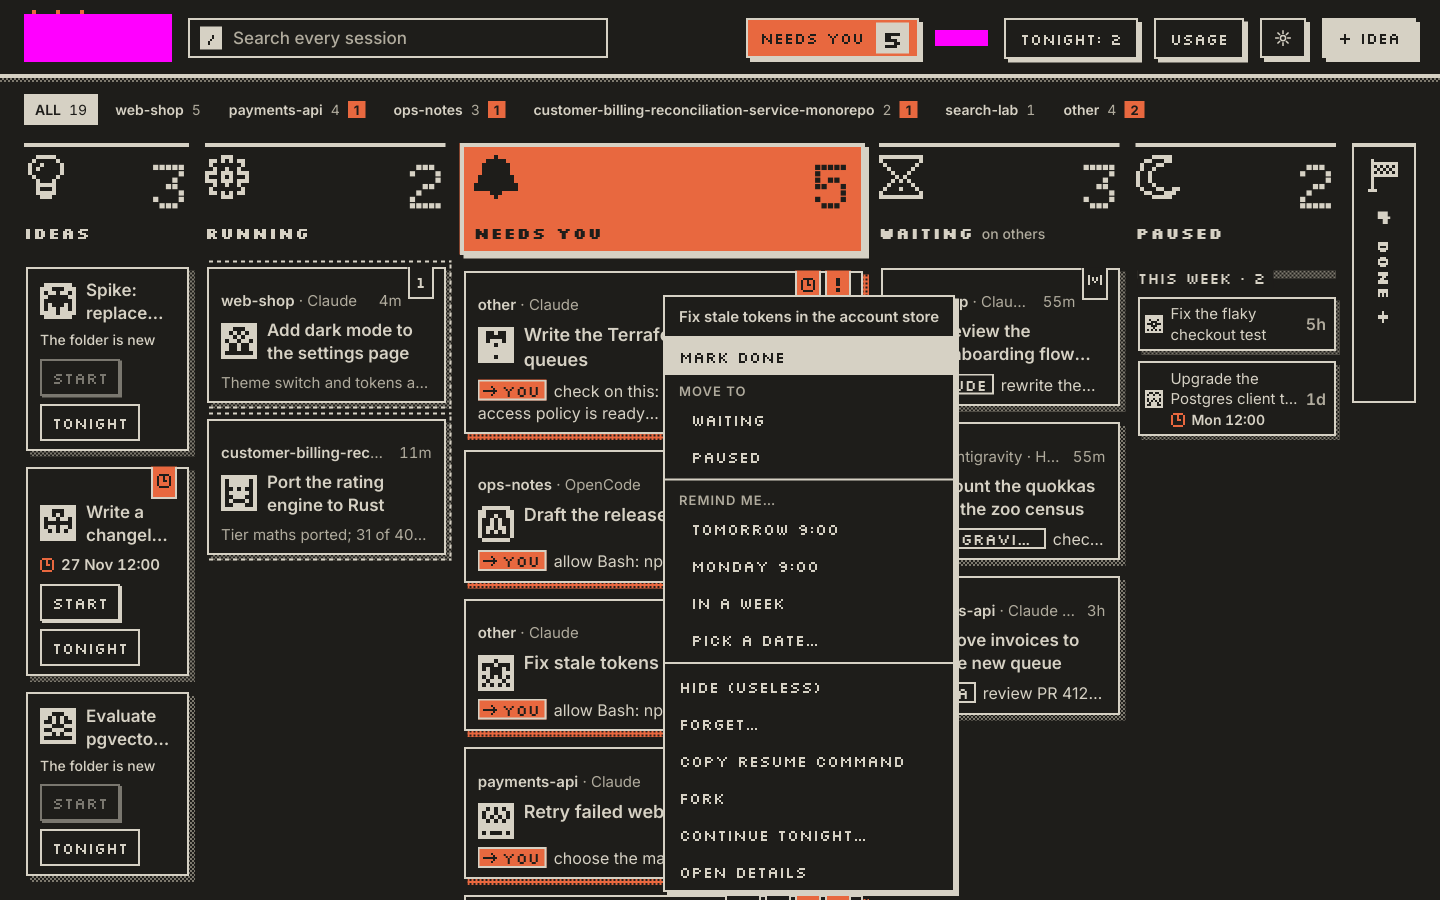 / Search every session
NEEDS YOU 5
TONIGHT: 2
USAGE
+ IDEA
ALL 19
web-shop 5
payments-api 4 1
ops-notes 3 1
customer-billing-reconciliation-service-monorepo 2 1
search-lab 1
other 4 2
3
IDEAS
Spike:
replace…
The folder is new
START
TONIGHT
Write a
changel…
27 Nov 12:00
START
TONIGHT
Evaluate
pgvecto…
The folder is new
START
TONIGHT
2
RUNNING
1
web-shop · Claude 4m
Add dark mode to
the settings page
Theme switch and tokens a…
customer-billing-rec… 11m
Port the rating
engine to Rust
Tier maths ported; 31 of 40…
5
NEEDS YOU
!
other · Claude
Write the Terraf
queues
→ YOU check on this:
access policy is ready…
ops-notes · OpenCode
Draft the release
→ YOU allow Bash: np
other · Claude
Fix stale tokens
→ YOU allow Bash: np
payments-api · Claude
Retry failed web
→ YOU choose the ma
Fix stale tokens in the account store
MARK DONE
MOVE TO
WAITING
PAUSED
REMIND ME…
TOMORROW 9:00
MONDAY 9:00
IN A WEEK
PICK A DATE…
HIDE (USELESS)
FORGET…
COPY RESUME COMMAND
FORK
CONTINUE TONIGHT…
OPEN DETAILS
3
WAITING on others
p · Clau… 55m
eview the
boarding flow…
UDE rewrite the…
ntigravity · H… 55m
ount the quokkas
the zoo census
GRAVI… chec…
s-api · Claude … 3h
ove invoices to
e new queue
A review PR 412…
2
PAUSED
THIS WEEK · 2
Fix the flaky
checkout test
5h
Upgrade the
Postgres client t… 1d
Mon 12:00
4 DONE +